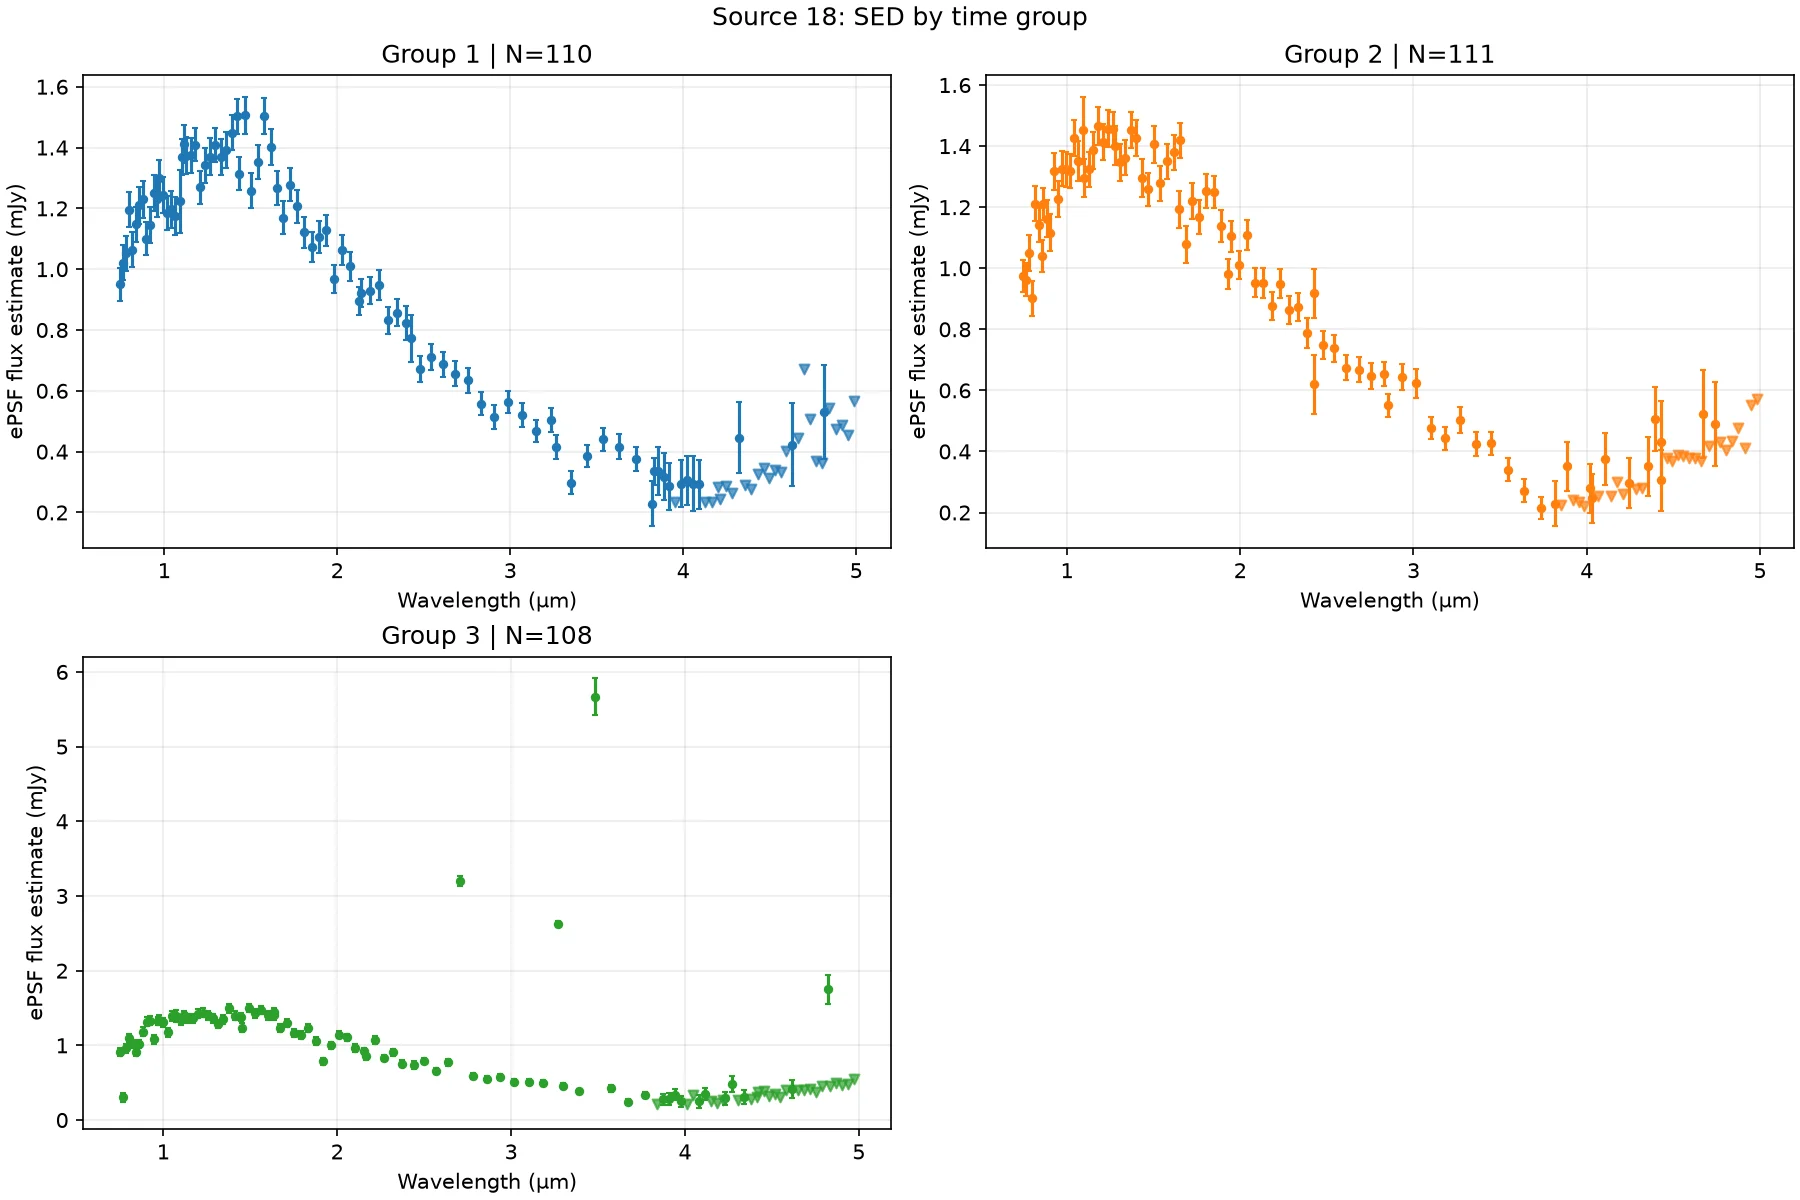 Source 18: SED by time group
Group 1 | N=110
ePSF flux estimate (mJy)
1.6
1.4
1.2
1.0
0.8
0.6
0.4
0.2
1 2 3 4 5
Wavelength (μm)
Group 2 | N=111
ePSF flux estimate (mJy)
1.6
1.4
1.2
1.0
0.8
0.6
0.4
0.2
1 2 3 4 5
Wavelength (μm)
Group 3 | N=108
ePSF flux estimate (mJy)
6
5
4
3
2
1
0
1 2 3 4 5
Wavelength (μm)